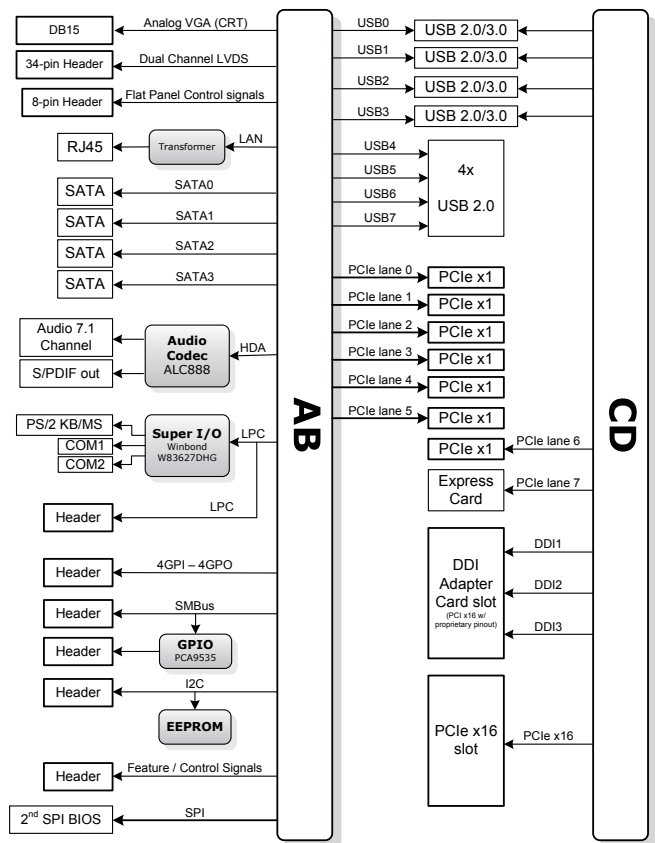 DB15
Analog VGA (CRT)
34-pin Header
Dual Channel LVDS
8-pin Header
Flat Panel Control signals
RJ45
Transformer
LAN
SATA
SATA0
SATA
SATA1
SATA
SATA2
SATA
SATA3
Audio 7.1
Channel
S/PDIF out
Audio
Codec
ALC888
HDA
PS/2 KB/MS
COM1
COM2
Super I/O
Winbond
W83627DHG
LPC
Header
LPC
Header
4GPI – 4GPO
Header
SMBus
Header
GPIO
PCA9535
Header
I2C
EEPROM
Header
Feature / Control Signals
2nd SPI BIOS
SPI
AB
USB0
USB 2.0/3.0
USB1
USB 2.0/3.0
USB2
USB 2.0/3.0
USB3
USB 2.0/3.0
USB4
USB5
USB6
USB7
4x
USB 2.0
PCIe lane 0
PCIe x1
PCIe lane 1
PCIe x1
PCIe lane 2
PCIe x1
PCIe lane 3
PCIe x1
PCIe lane 4
PCIe x1
PCIe lane 5
PCIe x1
PCIe x1
PCIe lane 6
Express
Card
PCIe lane 7
DDI
Adapter
Card slot
(PCI x16 w/
proprietary pinout)
DDI1
DDI2
DDI3
PCIe x16
slot
PCIe x16
CD